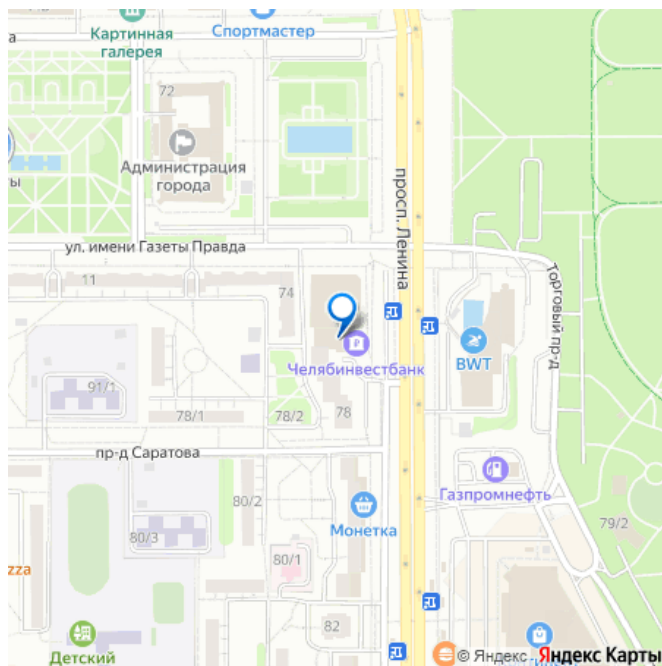 а
Картинная
галерея
Спортмастер
72
Администрация
города
ты
просп. Ленина
ул. имени Газеты Правда
11
74
Торговый пр-д
BWT
Челябинвестбанк
91/1
78/1
78/2
78
пр-д Саратова
Газпромнефть
80/2
Монетка
79/2
80/3
80/1
zza
82
Детский
© Яндекс
Яндекс Карты